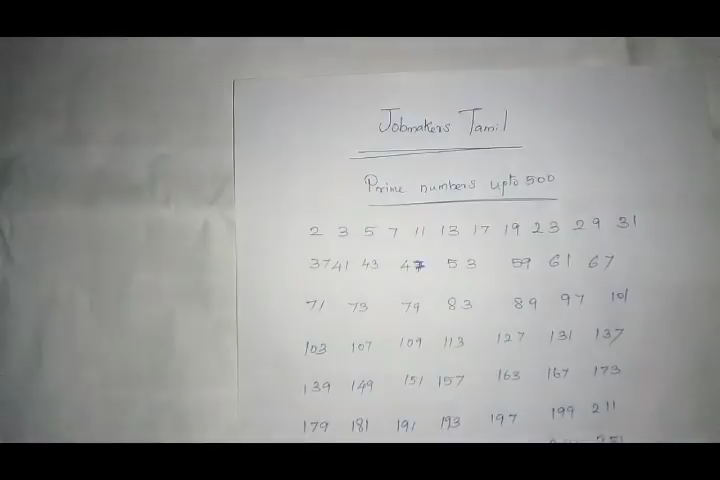 Jobmakers Tamil
Prime numbers upto 500
2 3 5 7 11 13 17 19 23 29 31
37 41 43 47 53 59 61 67
71 73 79 83 89 97 101
103 107 109 113 127 131 137
139 149 151 157 163 167 173
179 181 191 193 197 199 211